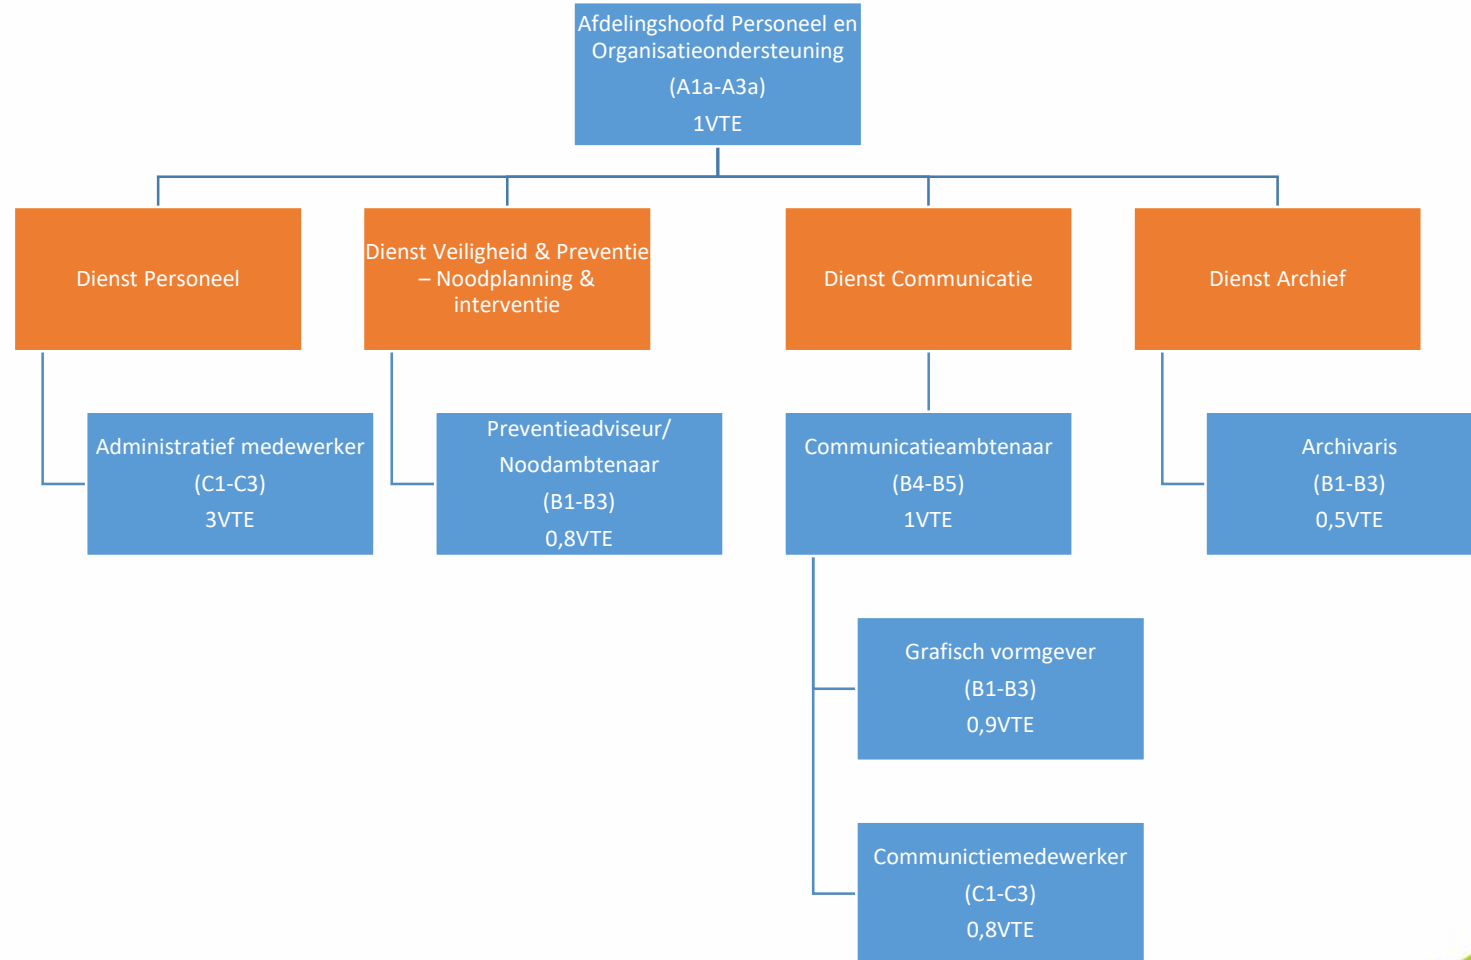 Afdelingshoofd Personeel en
Organisatieondersteuning
(A1a-A3a)
1VTE
Dienst Personeel
Dienst Veiligheid & Preventie
– Noodplanning &
interventie
Dienst Communicatie
Dienst Archief
Administratief medewerker
(C1-C3)
3VTE
Preventieadviseur/
Noodambtenaar
(B1-B3)
0,8VTE
Communicatieambtenaar
(B4-B5)
1VTE
Archivaris
(B1-B3)
0,5VTE
Grafisch vormgever
(B1-B3)
0,9VTE
Communictiemedewerker
(C1-C3)
0,8VTE